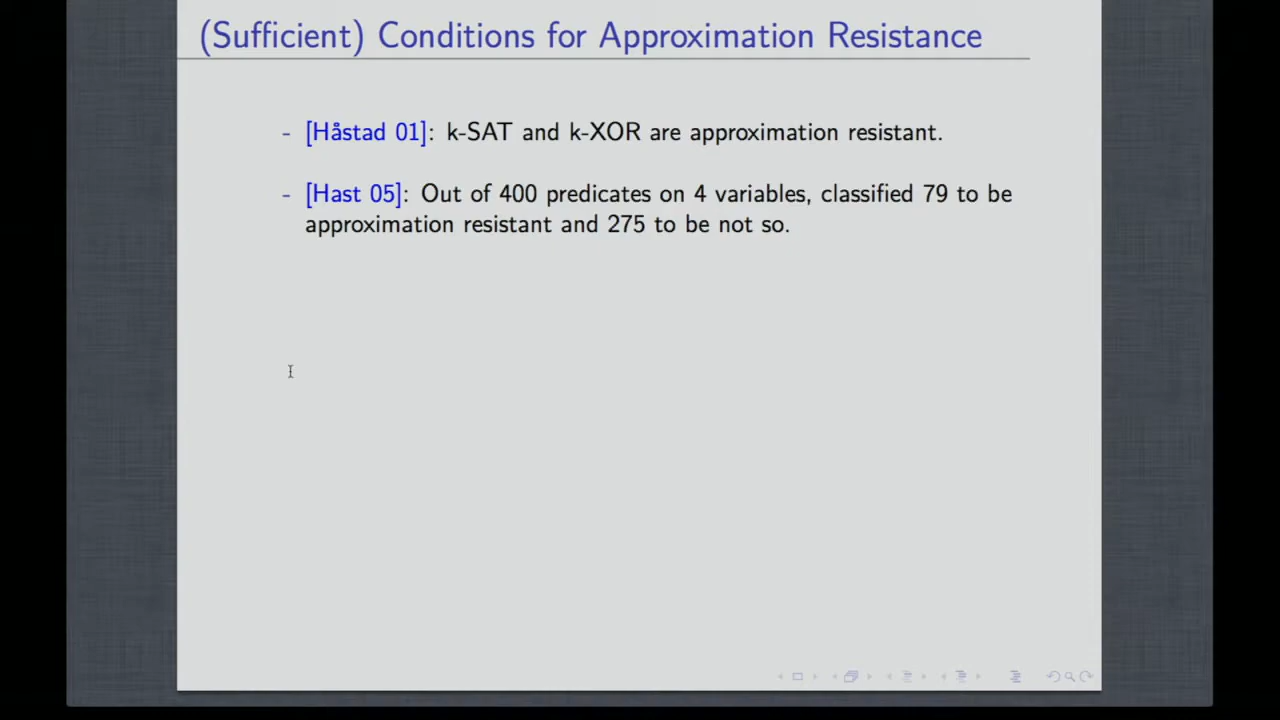 (Sufficient) Conditions for Approximation Resistance
- [Håstad 01]: k-SAT and k-XOR are approximation resistant.
- [Hast 05]: Out of 400 predicates on 4 variables, classified 79 to be
approximation resistant and 275 to be not so.